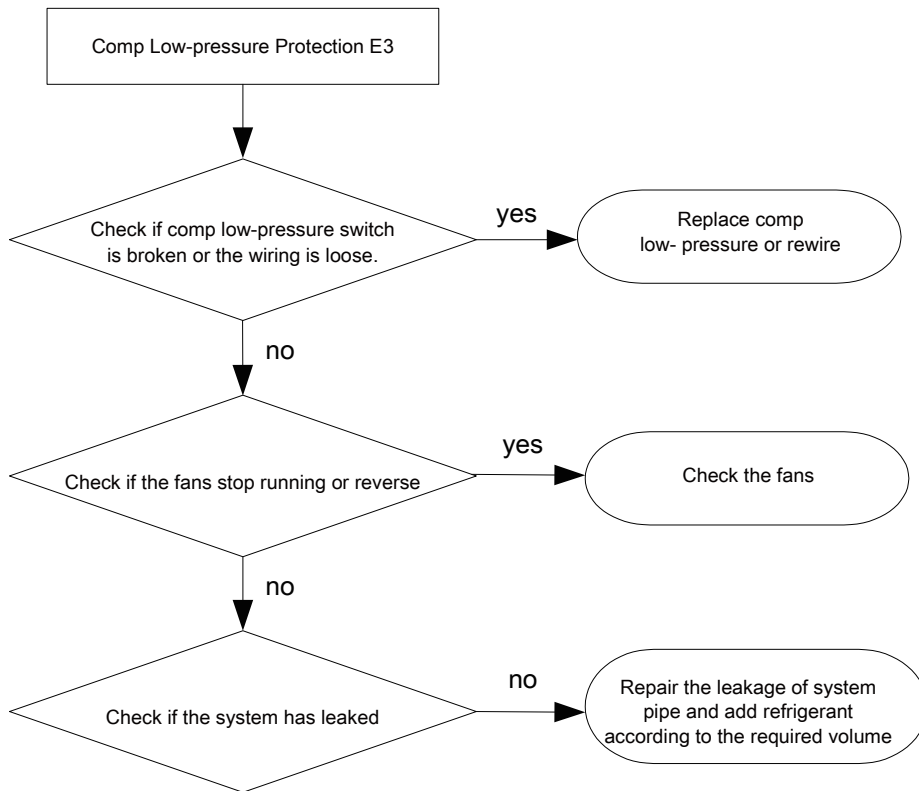 Comp Low-pressure Protection E3
Check if comp low-pressure switch
is broken or the wiring is loose.
yes
Replace comp
low- pressure or rewire
no
Check if the fans stop running or reverse
yes
Check the fans
no
Check if the system has leaked
no
Repair the leakage of system
pipe and add refrigerant
according to the required volume